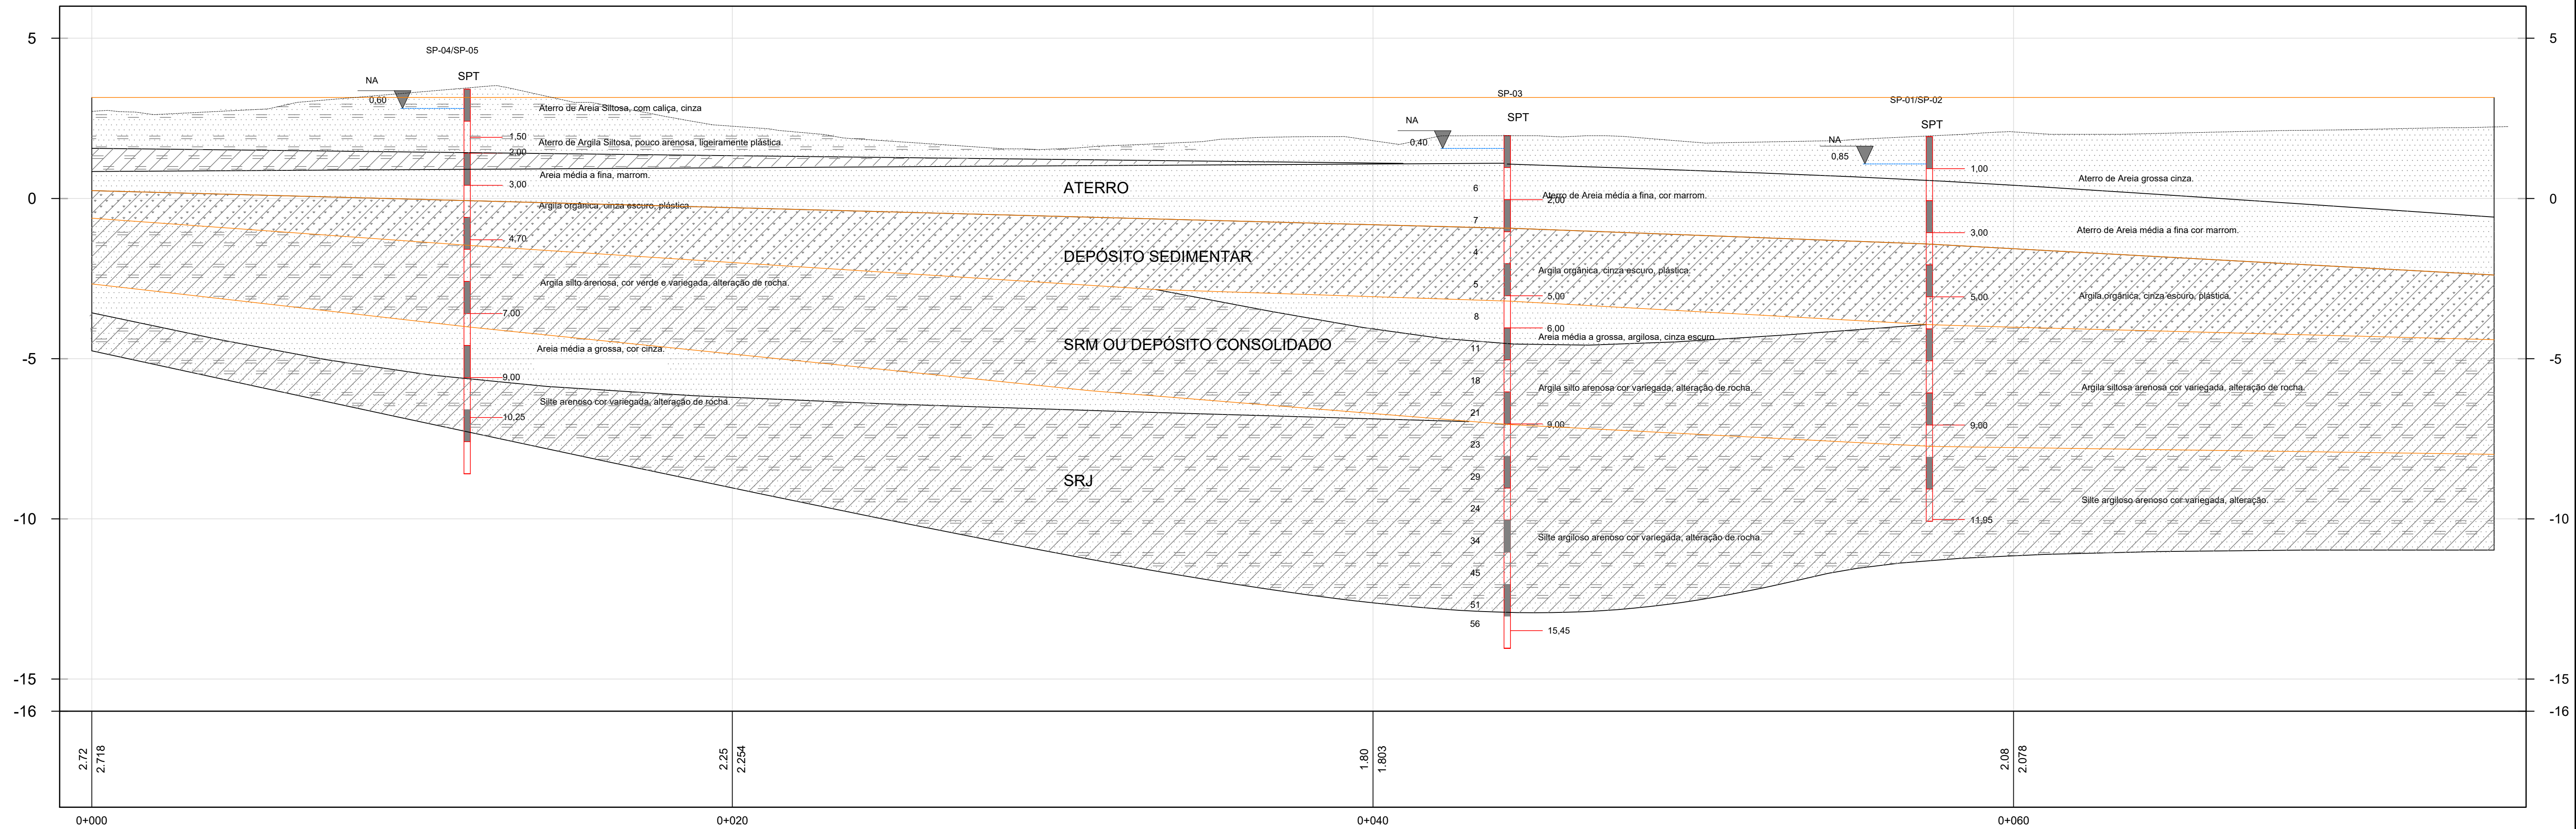 5
5
SP-04/SP-05
SPT
NA
0,60
Aterro de Areia Siltosa, com caliça, cinza
1,50
Aterro de Argila Siltosa, pouco arenosa, ligeiramente plástica.
2,00
Areia média a fina, marrom.
3,00
Argila orgânica, cinza escuro, plástica.
4,70
Argila silto arenosa, cor verde e variegada, alteração de rocha.
7,00
Areia média a grossa, cor cinza.
9,00
Silte arenoso cor variegada, alteração de rocha.
10,25
ATERRO
DEPÓSITO SEDIMENTAR
SRM OU DEPÓSITO CONSOLIDADO
SRJ
SP-03
SPT
NA
0,40
6
Aterro de Areia média a fina, cor marrom.
2,00
7
4
Argila orgânica, cinza escuro, plástica.
5
5,00
8
6,00
Areia média a grossa, argilosa, cinza escuro.
11
18
Argila silto arenosa cor variegada, alteração de rocha.
21
9,00
23
29
24
34
Silte argiloso arenoso cor variegada, alteração de rocha.
45
51
56
15,45
SP-01/SP-02
SPT
NA
0,85
1,00
Aterro de Areia grossa cinza.
3,00
Aterro de Areia média a fina cor marrom.
5,00
Argila orgânica, cinza escuro, plástica.
Argila siltosa arenosa cor variegada, alteração de rocha.
9,00
Silte argiloso arenoso cor variegada, alteração.
11,95
0
0
-5
-5
-10
-10
-15
-15
-16
-16
2.72
2.718
2.25
2.254
1.80
1.803
2.08
2.078
0+000
0+020
0+040
0+060